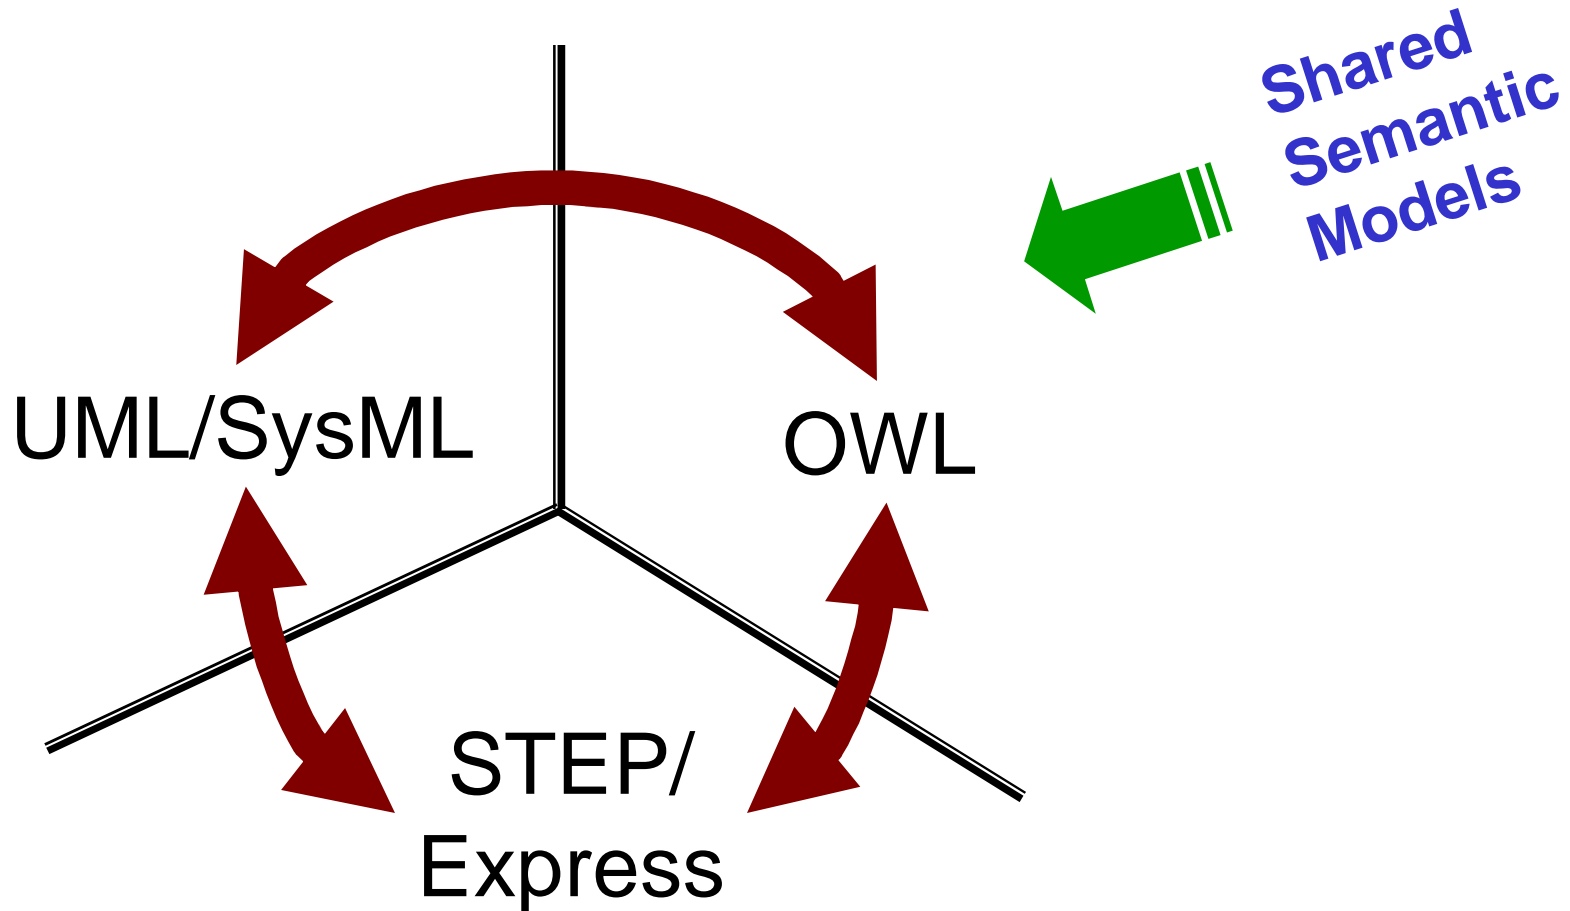 Shared
Semantic
Models
UML/SysML
OWL
STEP/
Express